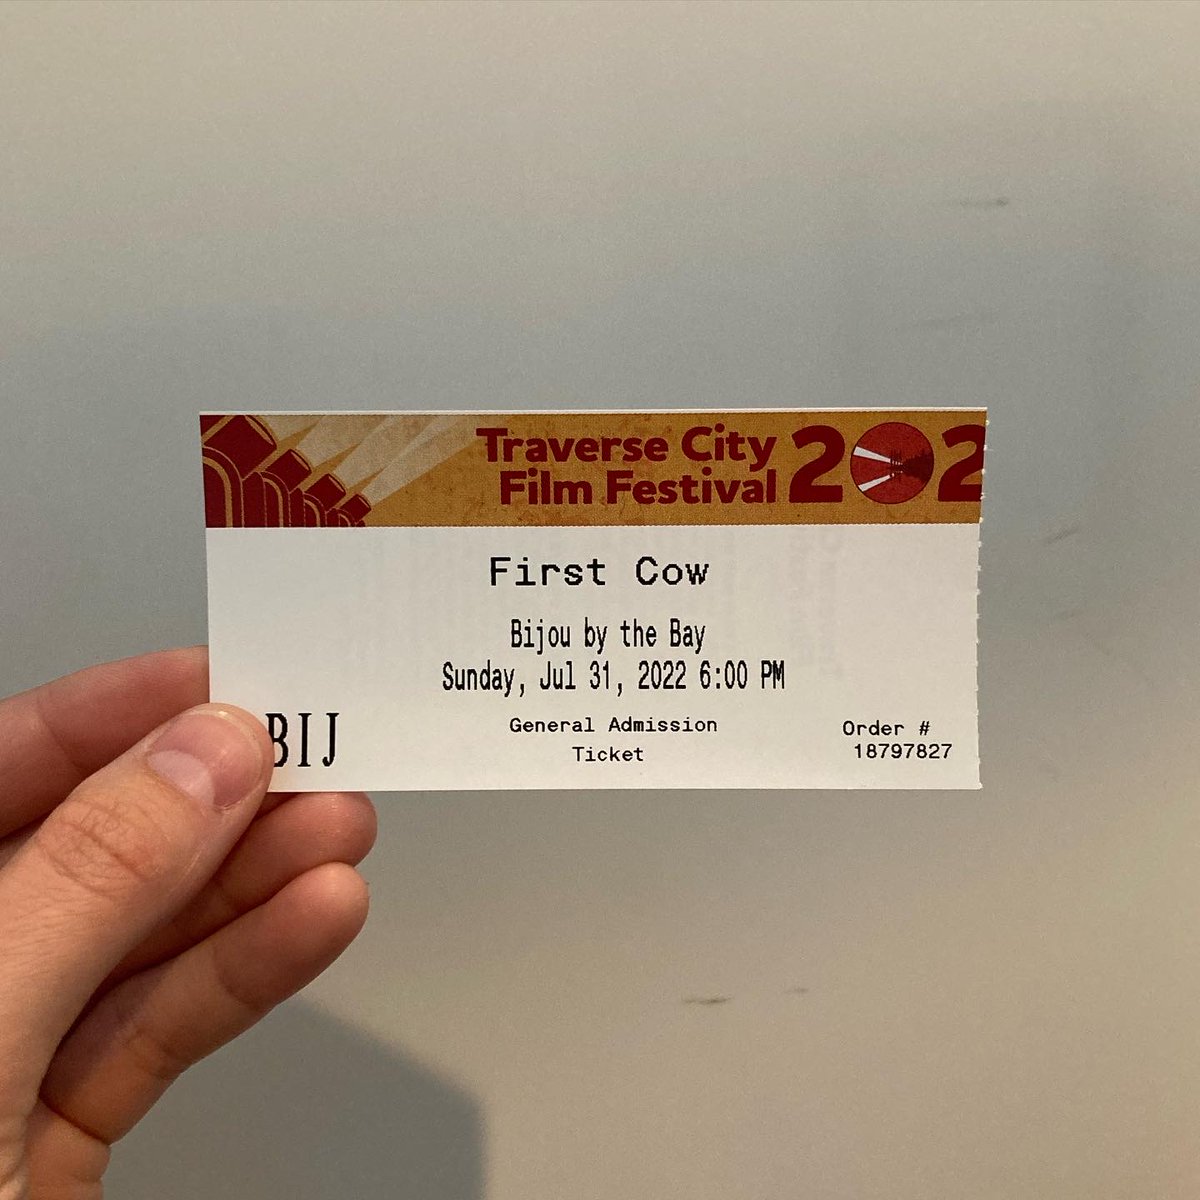 Traverse City
Film Festival 202
First Cow
Bijou by the Bay
Sunday, Jul 31, 2022 6:00 PM
General Admission
Ticket
BIJ
Order #
18797827